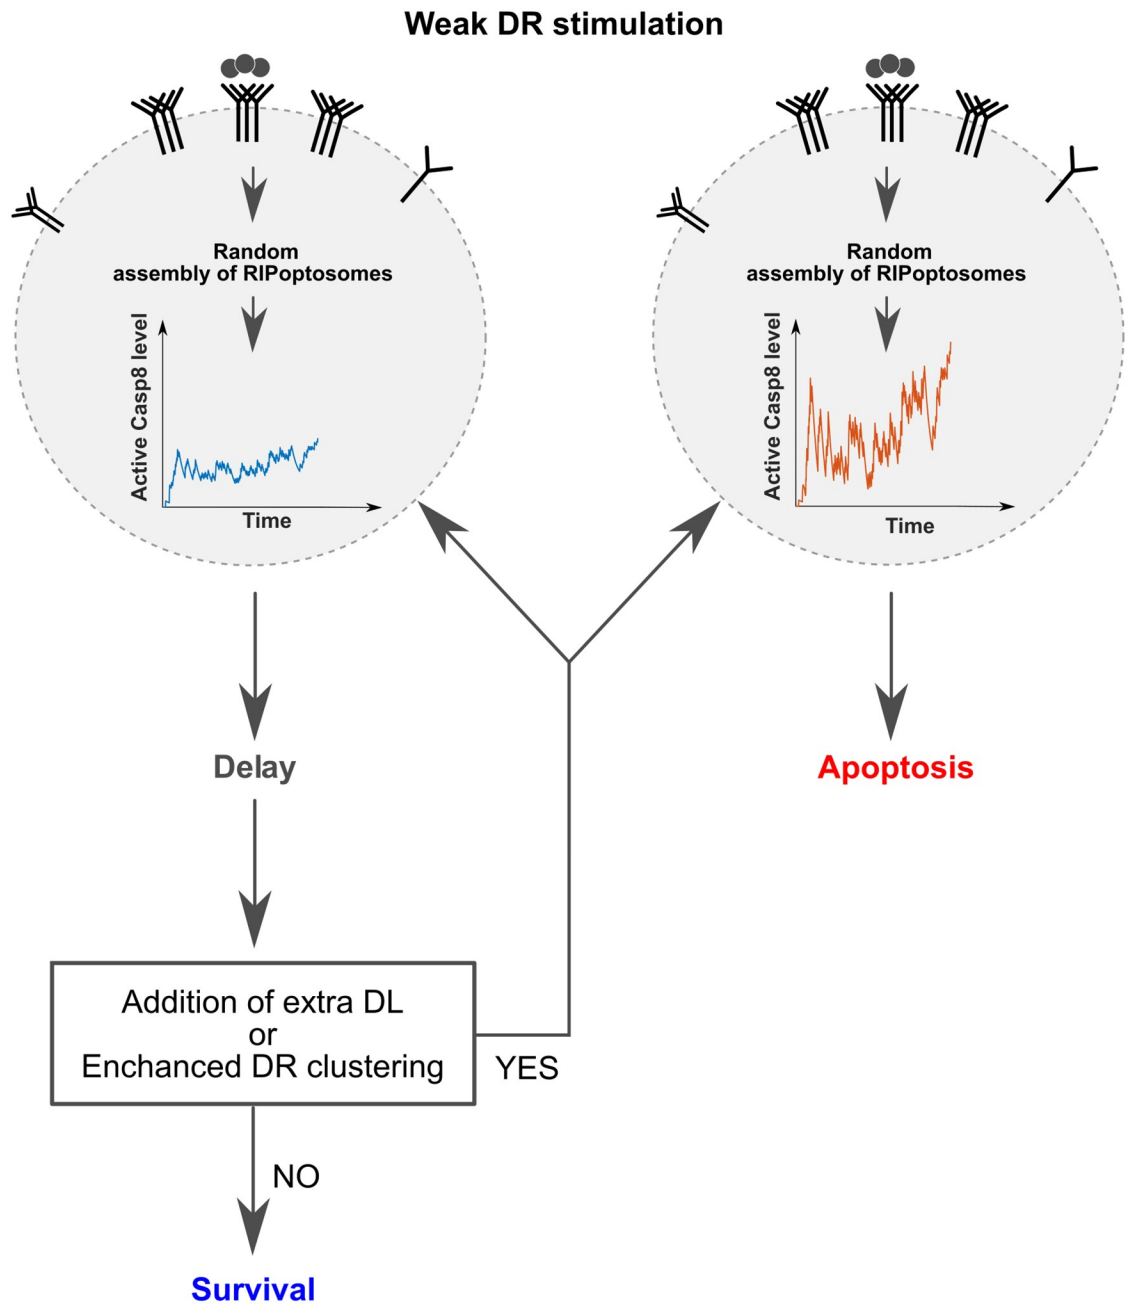 Weak DR stimulation
Random
assembly of RIPoptosomes
Active Casp8 level
Time
Random
assembly of RIPoptosomes
Active Casp8 level
Time
Delay
Apoptosis
Addition of extra DL
or
Enchanced DR clustering
YES
NO
Survival